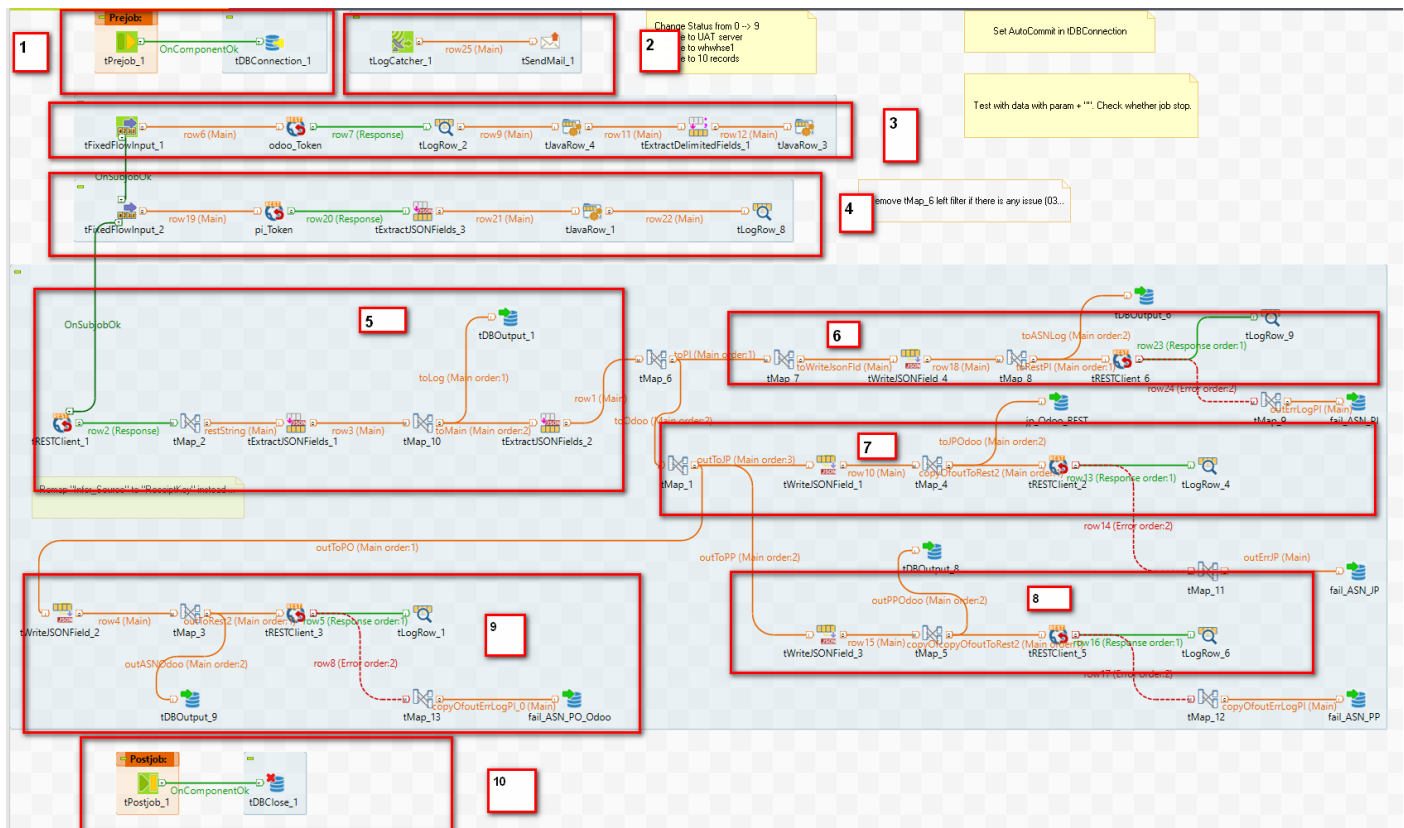 Prejob:
1
OnComponentOk
tPrejob_1
tDBConnection_1
row25 (Main)
tLogCatcher_1
tSendMail_1
2
Change Status from 0 --> 9
e to UAT server
e to whwhse1
e to 10 records
Set AutoCommit in tDBConnection
Test with data with param + "'". Check whether job stop.
3
row6 (Main)
row7 (Response)
row9 (Main)
row11 (Main)
row12 (Main)
tFixedFlowInput_1
odoo_Token
tLogRow_2
tJavaRow_4
tExtractDelimitedFields_1
tJavaRow_3
OnSubjobOk
4
emove tMap_6 left filter if there is any issue (03...
row19 (Main)
row20 (Response)
row21 (Main)
row22 (Main)
tFixedFlowInput_2
pi_Token
tExtractJSONFields_3
tJavaRow_1
tLogRow_8
OnSubjobOk
5
tDBOutput_1
toLog (Main order:1)
row1 (Main)
row2 (Response)
restString (Main)
row3 (Main)
toMain (Main order:2)
tRESTClient_1
tMap_2
tExtractJSONFields_1
tMap_10
tExtractJSONFields_2
Remap "Infor_Source" to "ReceiptKey" instead ...
tMap_6
toPI (Main order:1)
toOdoo (Main order:2)
6
tDBOutput_6
tLogRow_9
toASNLog (Main order:2)
row23 (Response order:1)
toWriteJsonFld (Main)
row18 (Main)
toRestPI (Main order:1)
tMap_7
tWriteJSONField_4
tMap_8
tRESTClient_6
row24 (Error order:2)
outErrLogPI (Main)
tMap_9
fail_ASN_PI
jp_Odoo_REST
7
toJPOdoo (Main order:2)
outToJP (Main order:3)
row10 (Main)
copyOfoutToRest2 (Main order:1)
row13 (Response order:1)
tMap_1
tWriteJSONField_1
tMap_4
tRESTClient_2
tLogRow_4
row14 (Error order:2)
outErrJP (Main)
tMap_11
fail_ASN_JP
outToPO (Main order:1)
outToPP (Main order:2)
tDBOutput_8
8
outPPOdoo (Main order:2)
row15 (Main)
copyOfcopyOfoutToRest2 (Main order:1)
row16 (Response order:1)
tWriteJSONField_3
tMap_5
tRESTClient_5
tLogRow_6
row17 (Error order:2)
copyOfoutErrLogPI (Main)
tMap_12
fail_ASN_PP
9
row4 (Main)
outToRest2 (Main order:1)
row5 (Response order:1)
tWriteJSONField_2
tMap_3
tRESTClient_3
tLogRow_1
outASNOdoo (Main order:2)
row8 (Error order:2)
copyOfoutErrLogPI_0 (Main)
tDBOutput_9
tMap_13
fail_ASN_PO_Odoo
Postjob:
10
OnComponentOk
tPostjob_1
tDBClose_1